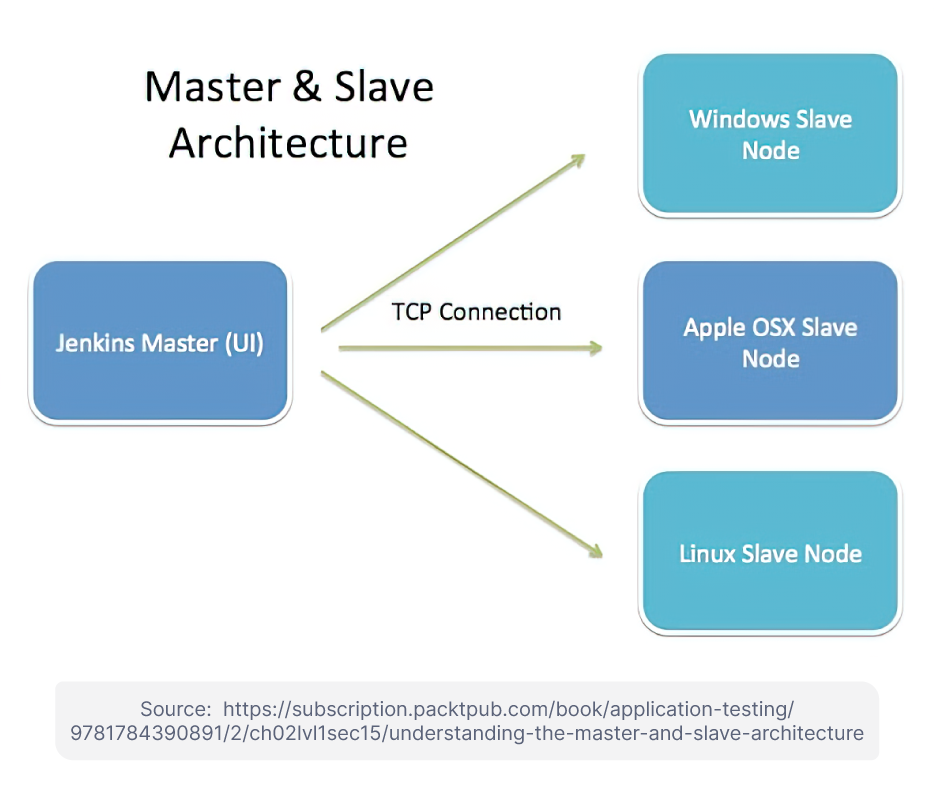 Master & Slave
Architecture
Windows Slave
Node
TCP Connection
Jenkins Master (UI)
Apple OSX Slave
Node
Linux Slave Node
Source:  https://subscription.packtpub.com/book/application-testing/
9781784390891/2/ch02lvl1sec15/understanding-the-master-and-slave-architecture